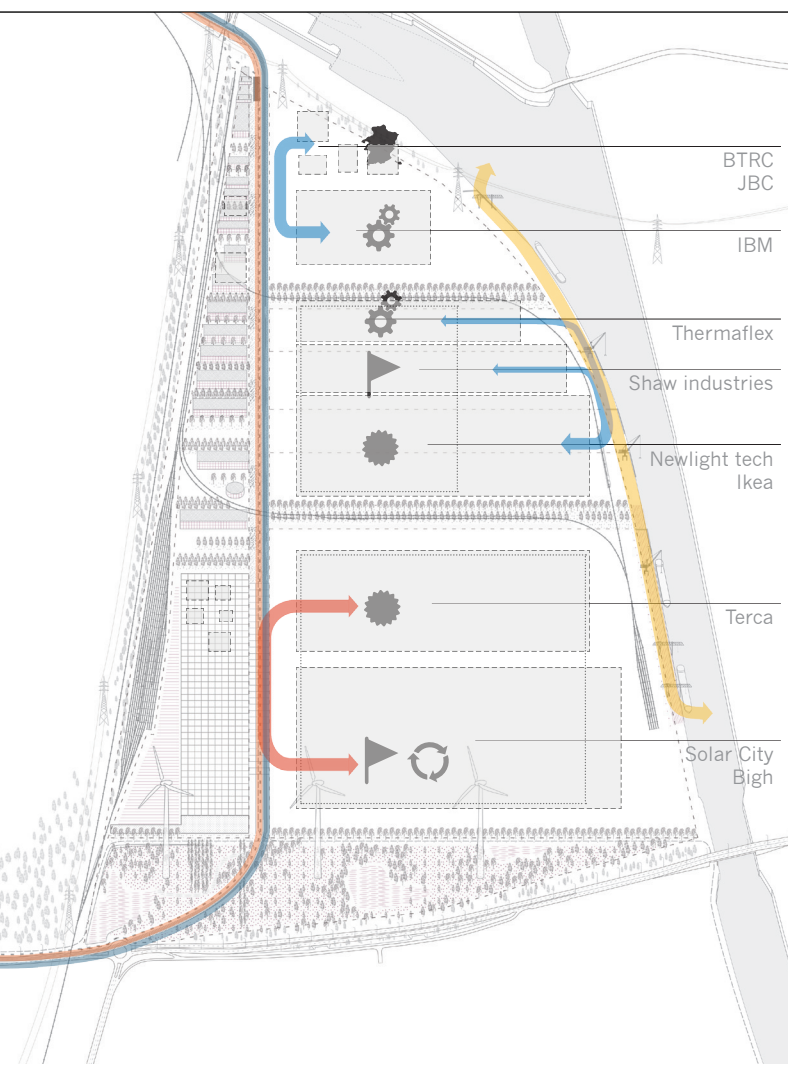 BTRC
JBC
IBM
Thermaflex
Shaw industries
Newlight tech
Ikea
Terca
Solar City
Bigh